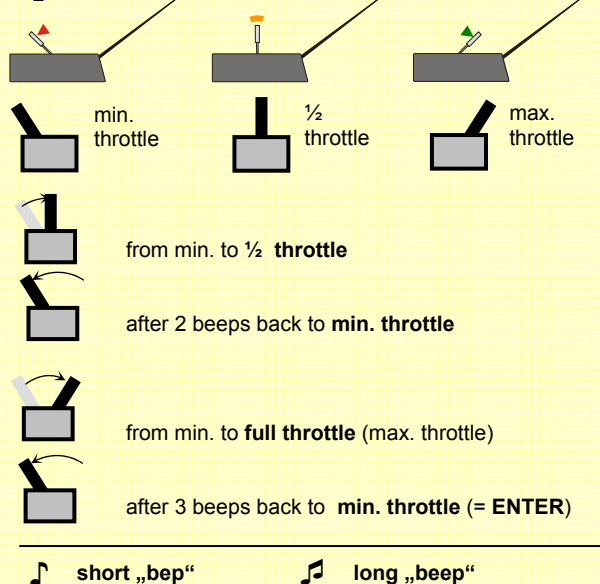 min.
throttle
½
throttle
max.
throttle
from min. to ½ throttle
after 2 beeps back to min. throttle
from min. to full throttle (max. throttle)
after 3 beeps back to min. throttle (= ENTER)
♪ short „bep“ ♫ long „beep“